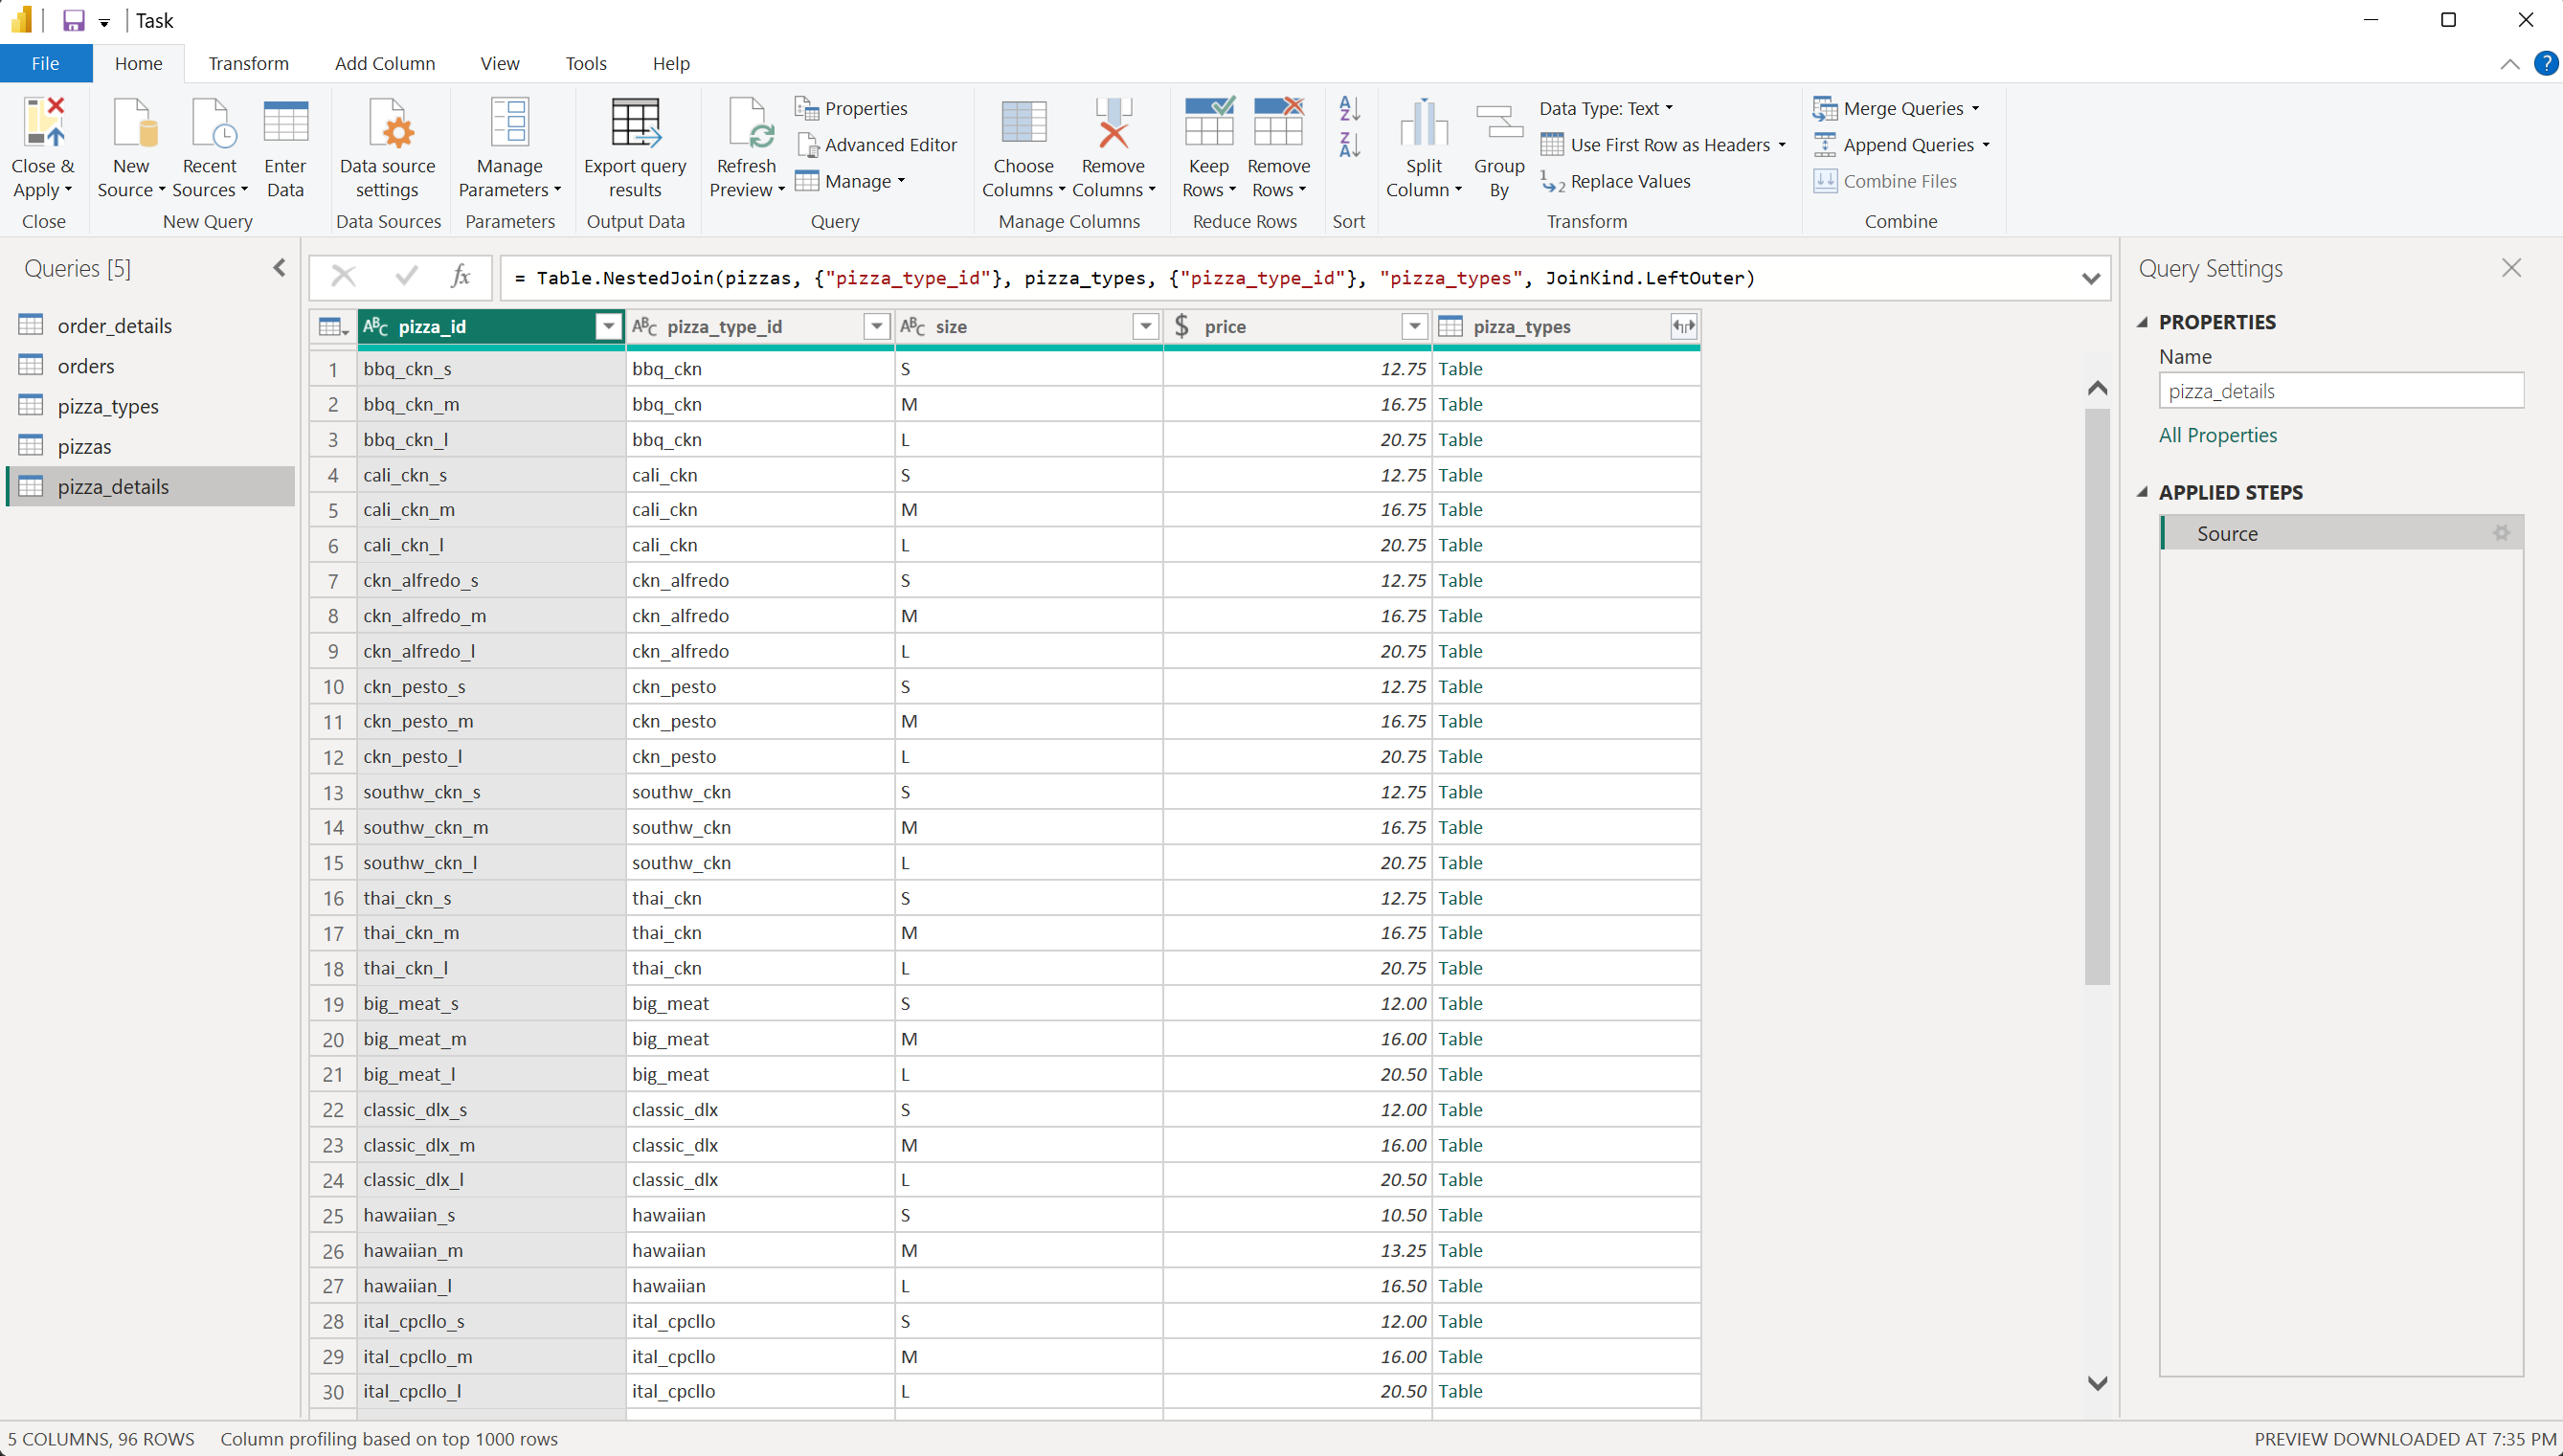 Task
File Home Transform Add Column View Tools Help
Close & Apply
New Source
Recent Sources
Enter Data
Data source settings
Manage Parameters
Export query results
Refresh Preview
Properties
Advanced Editor
Manage
Choose Columns
Remove Columns
Keep Rows
Remove Rows
Split Column
Group By
Data Type: Text
Use First Row as Headers
Replace Values
Merge Queries
Append Queries
Combine Files
Close New Query Data Sources Parameters Output Data Query Manage Columns Reduce Rows Sort Transform Combine
Queries [5]
order_details
orders
pizza_types
pizzas
pizza_details
fx = Table.NestedJoin(pizzas, {"pizza_type_id"}, pizza_types, {"pizza_type_id"}, "pizza_types", JoinKind.LeftOuter)
ABC pizza_id ABC pizza_type_id ABC size $ price pizza_types
1 bbq_ckn_s bbq_ckn S 12.75 Table
2 bbq_ckn_m bbq_ckn M 16.75 Table
3 bbq_ckn_l bbq_ckn L 20.75 Table
4 cali_ckn_s cali_ckn S 12.75 Table
5 cali_ckn_m cali_ckn M 16.75 Table
6 cali_ckn_l cali_ckn L 20.75 Table
7 ckn_alfredo_s ckn_alfredo S 12.75 Table
8 ckn_alfredo_m ckn_alfredo M 16.75 Table
9 ckn_alfredo_l ckn_alfredo L 20.75 Table
10 ckn_pesto_s ckn_pesto S 12.75 Table
11 ckn_pesto_m ckn_pesto M 16.75 Table
12 ckn_pesto_l ckn_pesto L 20.75 Table
13 southw_ckn_s southw_ckn S 12.75 Table
14 southw_ckn_m southw_ckn M 16.75 Table
15 southw_ckn_l southw_ckn L 20.75 Table
16 thai_ckn_s thai_ckn S 12.75 Table
17 thai_ckn_m thai_ckn M 16.75 Table
18 thai_ckn_l thai_ckn L 20.75 Table
19 big_meat_s big_meat S 12.00 Table
20 big_meat_m big_meat M 16.00 Table
21 big_meat_l big_meat L 20.50 Table
22 classic_dlx_s classic_dlx S 12.00 Table
23 classic_dlx_m classic_dlx M 16.00 Table
24 classic_dlx_l classic_dlx L 20.50 Table
25 hawaiian_s hawaiian S 10.50 Table
26 hawaiian_m hawaiian M 13.25 Table
27 hawaiian_l hawaiian L 16.50 Table
28 ital_cpcllo_s ital_cpcllo S 12.00 Table
29 ital_cpcllo_m ital_cpcllo M 16.00 Table
30 ital_cpcllo_l ital_cpcllo L 20.50 Table
Query Settings
PROPERTIES
Name
pizza_details
All Properties
APPLIED STEPS
Source
5 COLUMNS, 96 ROWS Column profiling based on top 1000 rows
PREVIEW DOWNLOADED AT 7:35 PM